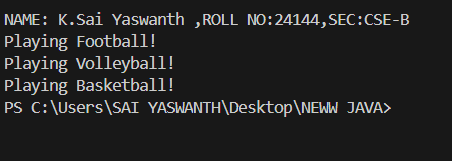 NAME: K.Sai Yaswanth ,ROLL NO:24144,SEC:CSE-B
Playing Football!
Playing Volleyball!
Playing Basketball!
PS C:\Users\SAI YASWANTH\Desktop\NEWW JAVA>